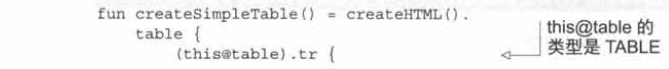 fun createSimpleTable() = createHTML().
table {
(this@table).tr {
this@table 的
类型是 TABLE